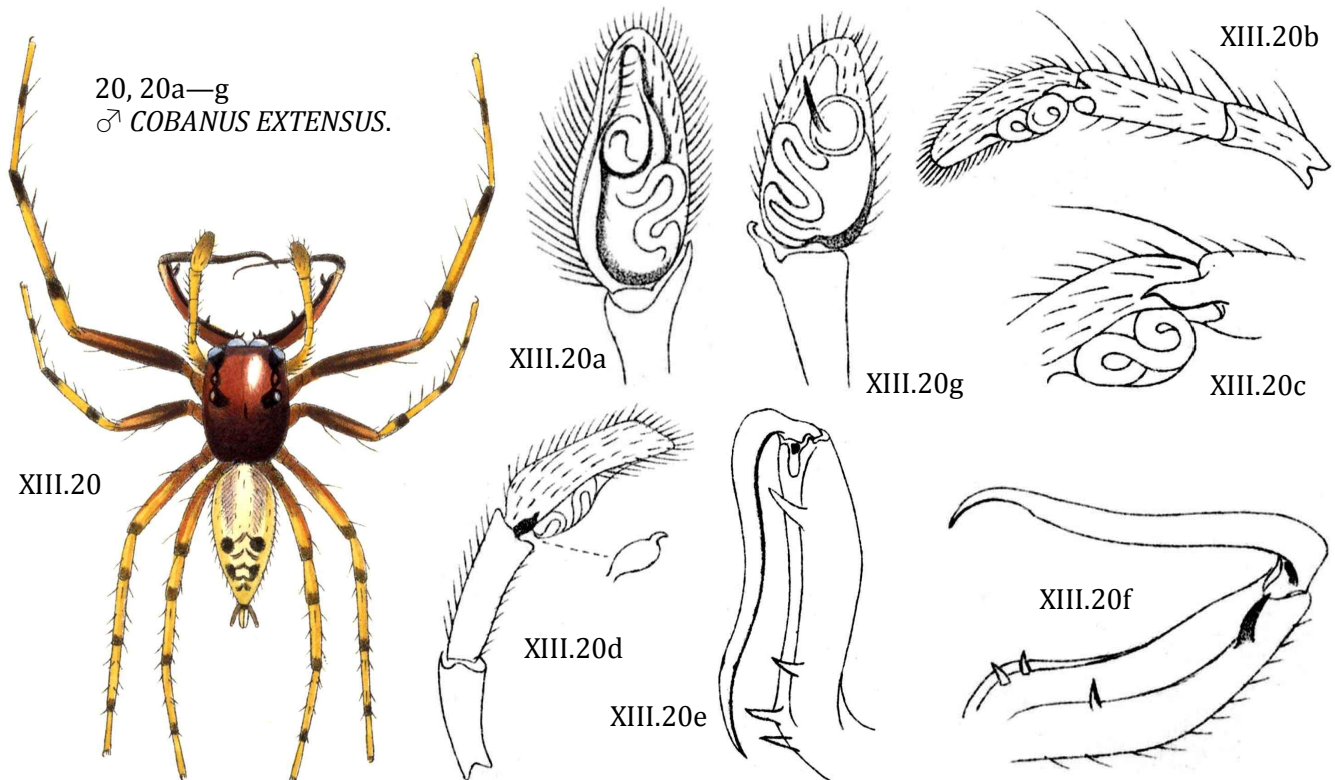 XIII.20b
20, 20a—g
♂ COBANUS EXTENSUS.
XIII.20a
XIII.20g
XIII.20c
XIII.20
XIII.20d
XIII.20f
XIII.20e